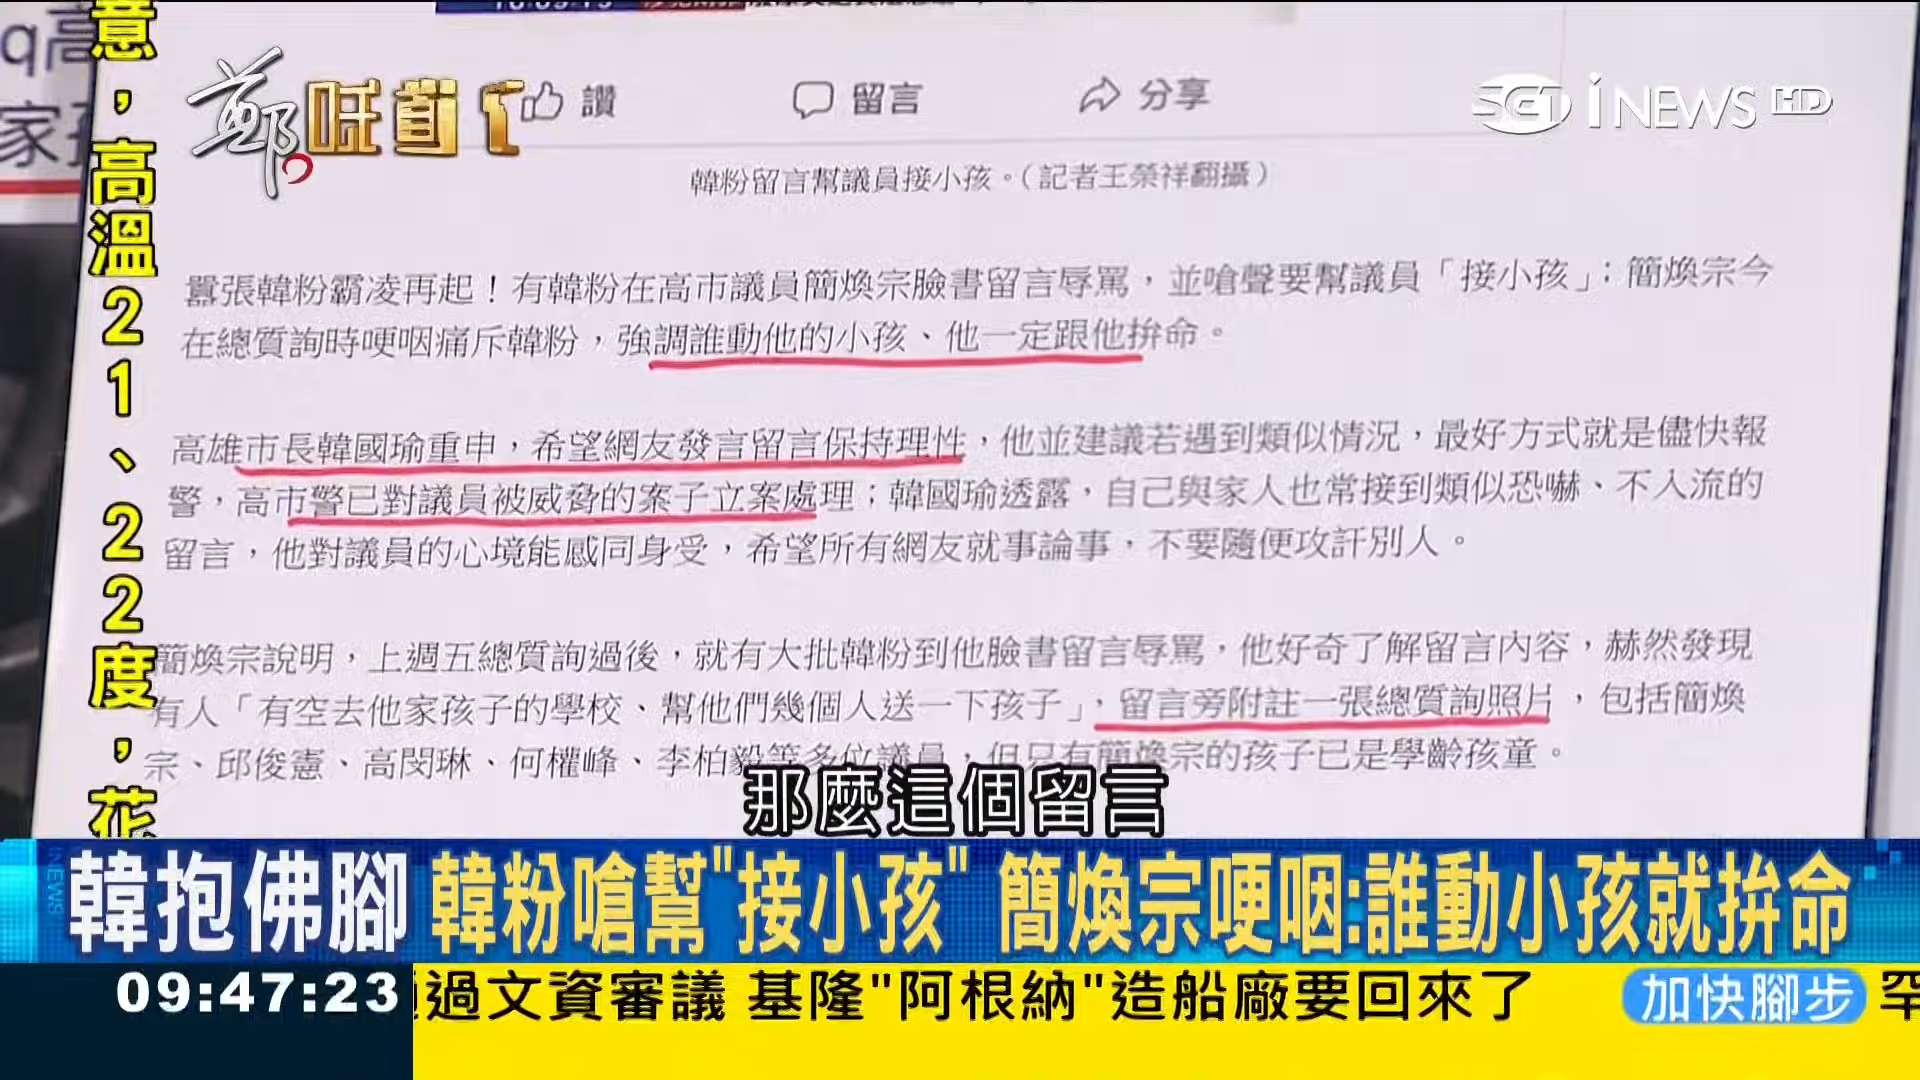 意，高溫21、22度，花
讚 留言 分享
SET iNEWS HD
韓粉留言幫議員接小孩。（記者王榮祥翻攝）
囂張韓粉霸凌再起！有韓粉在高市議員簡煥宗臉書留言辱罵，並嗆聲要幫議員「接小孩」；簡煥宗今
在總質詢時哽咽痛斥韓粉，強調誰動他的小孩、他一定跟他拚命。
高雄市長韓國瑜重申，希望網友發言留言保持理性，他並建議若遇到類似情況，最好方式就是儘快報
警，高市警已對議員被威脅的案子立案處理；韓國瑜透露，自己與家人也常接到類似恐嚇、不入流的
留言，他對議員的心境能感同身受，希望所有網友就事論事，不要隨便攻訐別人。
簡煥宗說明，上週五總質詢過後，就有大批韓粉到他臉書留言辱罵，他好奇了解留言內容，赫然發現
有人「有空去他家孩子的學校、幫他們幾個人送一下孩子」，留言旁附註一張總質詢照片，包括簡煥
宗、邱俊憲、高閔琳、何權峰、李柏毅等多位議員，但只有簡煥宗的孩子已是學齡孩童。
那麼這個留言
NEWS
韓抱佛腳 韓粉嗆幫"接小孩" 簡煥宗哽咽:誰動小孩就拚命
09:47:23 過文資審議 基隆"阿根納"造船廠要回來了 加快腳步 罕